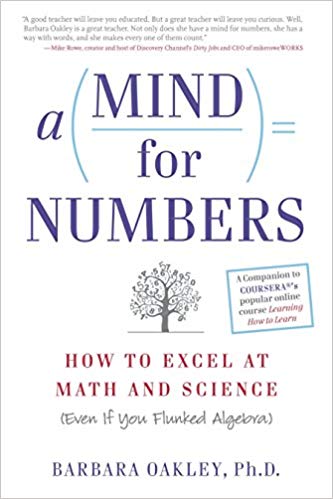 "A good teacher will leave you educated. But a great teacher will leave you curious. Well,
Barbara Oakley is a great teacher. Not only does she have a mind for numbers, she has a
way with words, and she makes every one of them count."
—Mike Rowe, creator and host of Discovery Channel's Dirty Jobs and CEO of mikeroweWORKS
a (MIND
for) =
NUMBERS
A Companion to
COURSERA®'s
popular online
course Learning
How to Learn
HOW TO EXCEL AT
MATH AND SCIENCE
(Even If You Flunked Algebra)
BARBARA OAKLEY, Ph.D.